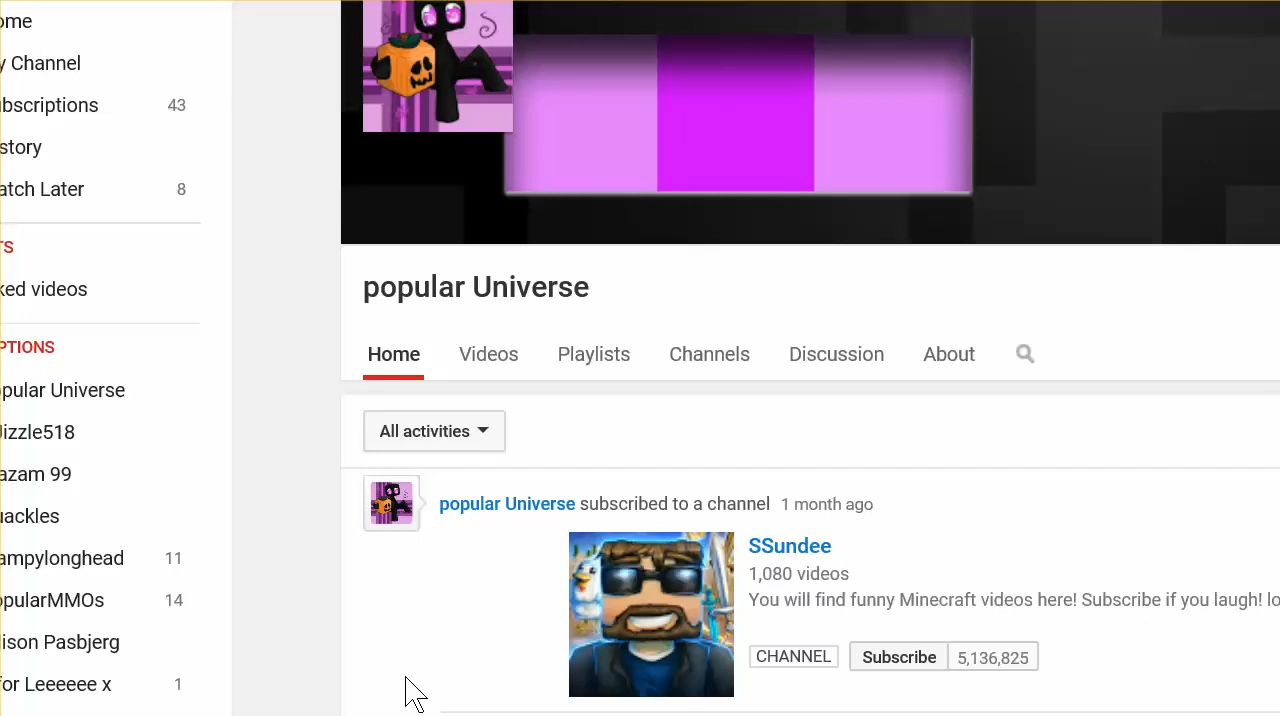 ome
y Channel
bscriptions 43
story
atch Later 8
TS
ked videos
PTIONS
pular Universe
Jizzle518
azam 99
uackles
ampylonghead 11
opularMMOs 14
lison Pasbjerg
for Leeeeee x 1
popular Universe
Home Videos Playlists Channels Discussion About
All activities
popular Universe subscribed to a channel 1 month ago
SSundee
1,080 videos
You will find funny Minecraft videos here! Subscribe if you laugh! lo
CHANNEL Subscribe 5,136,825